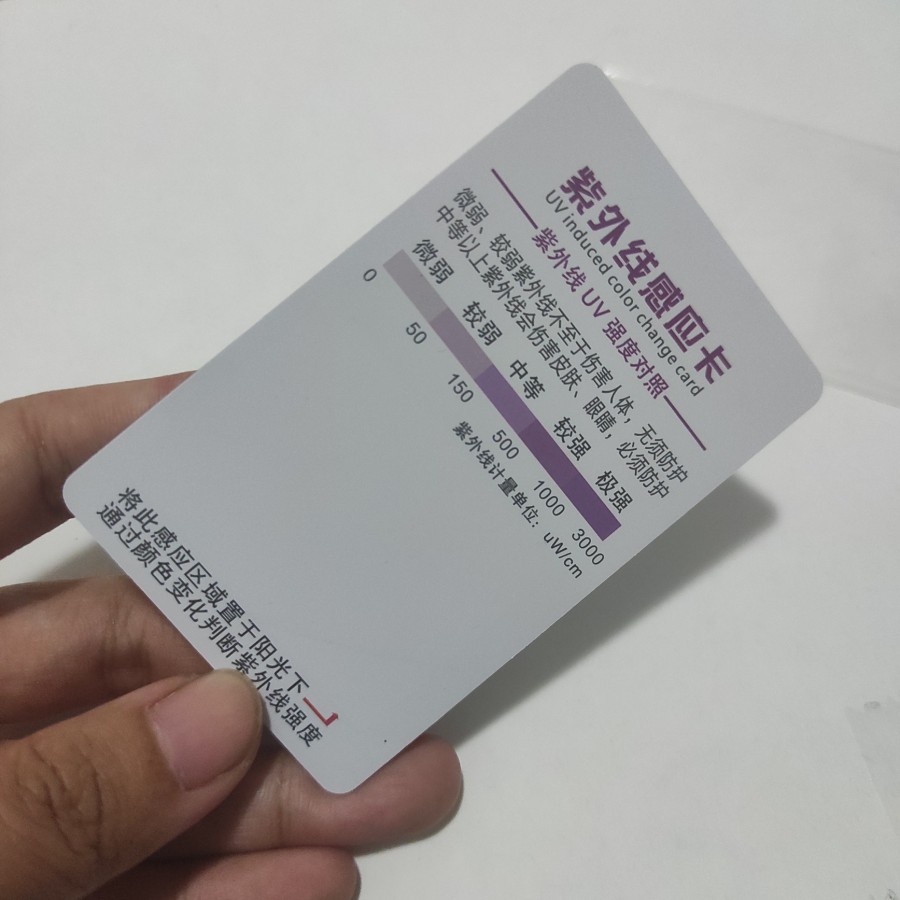 紫外线感应卡
UV induced color change card
紫外线 UV 强度对照
微弱、较弱紫外线不至于伤害人体，无须防护
中等以上紫外线会伤害皮肤、眼睛，必须防护
微弱 较弱 中等 较强 极强
0 50 150 500 1000 3000
紫外线计量单位：uW/cm
将此感应区域置于阳光下
通过颜色变化判断紫外线强度